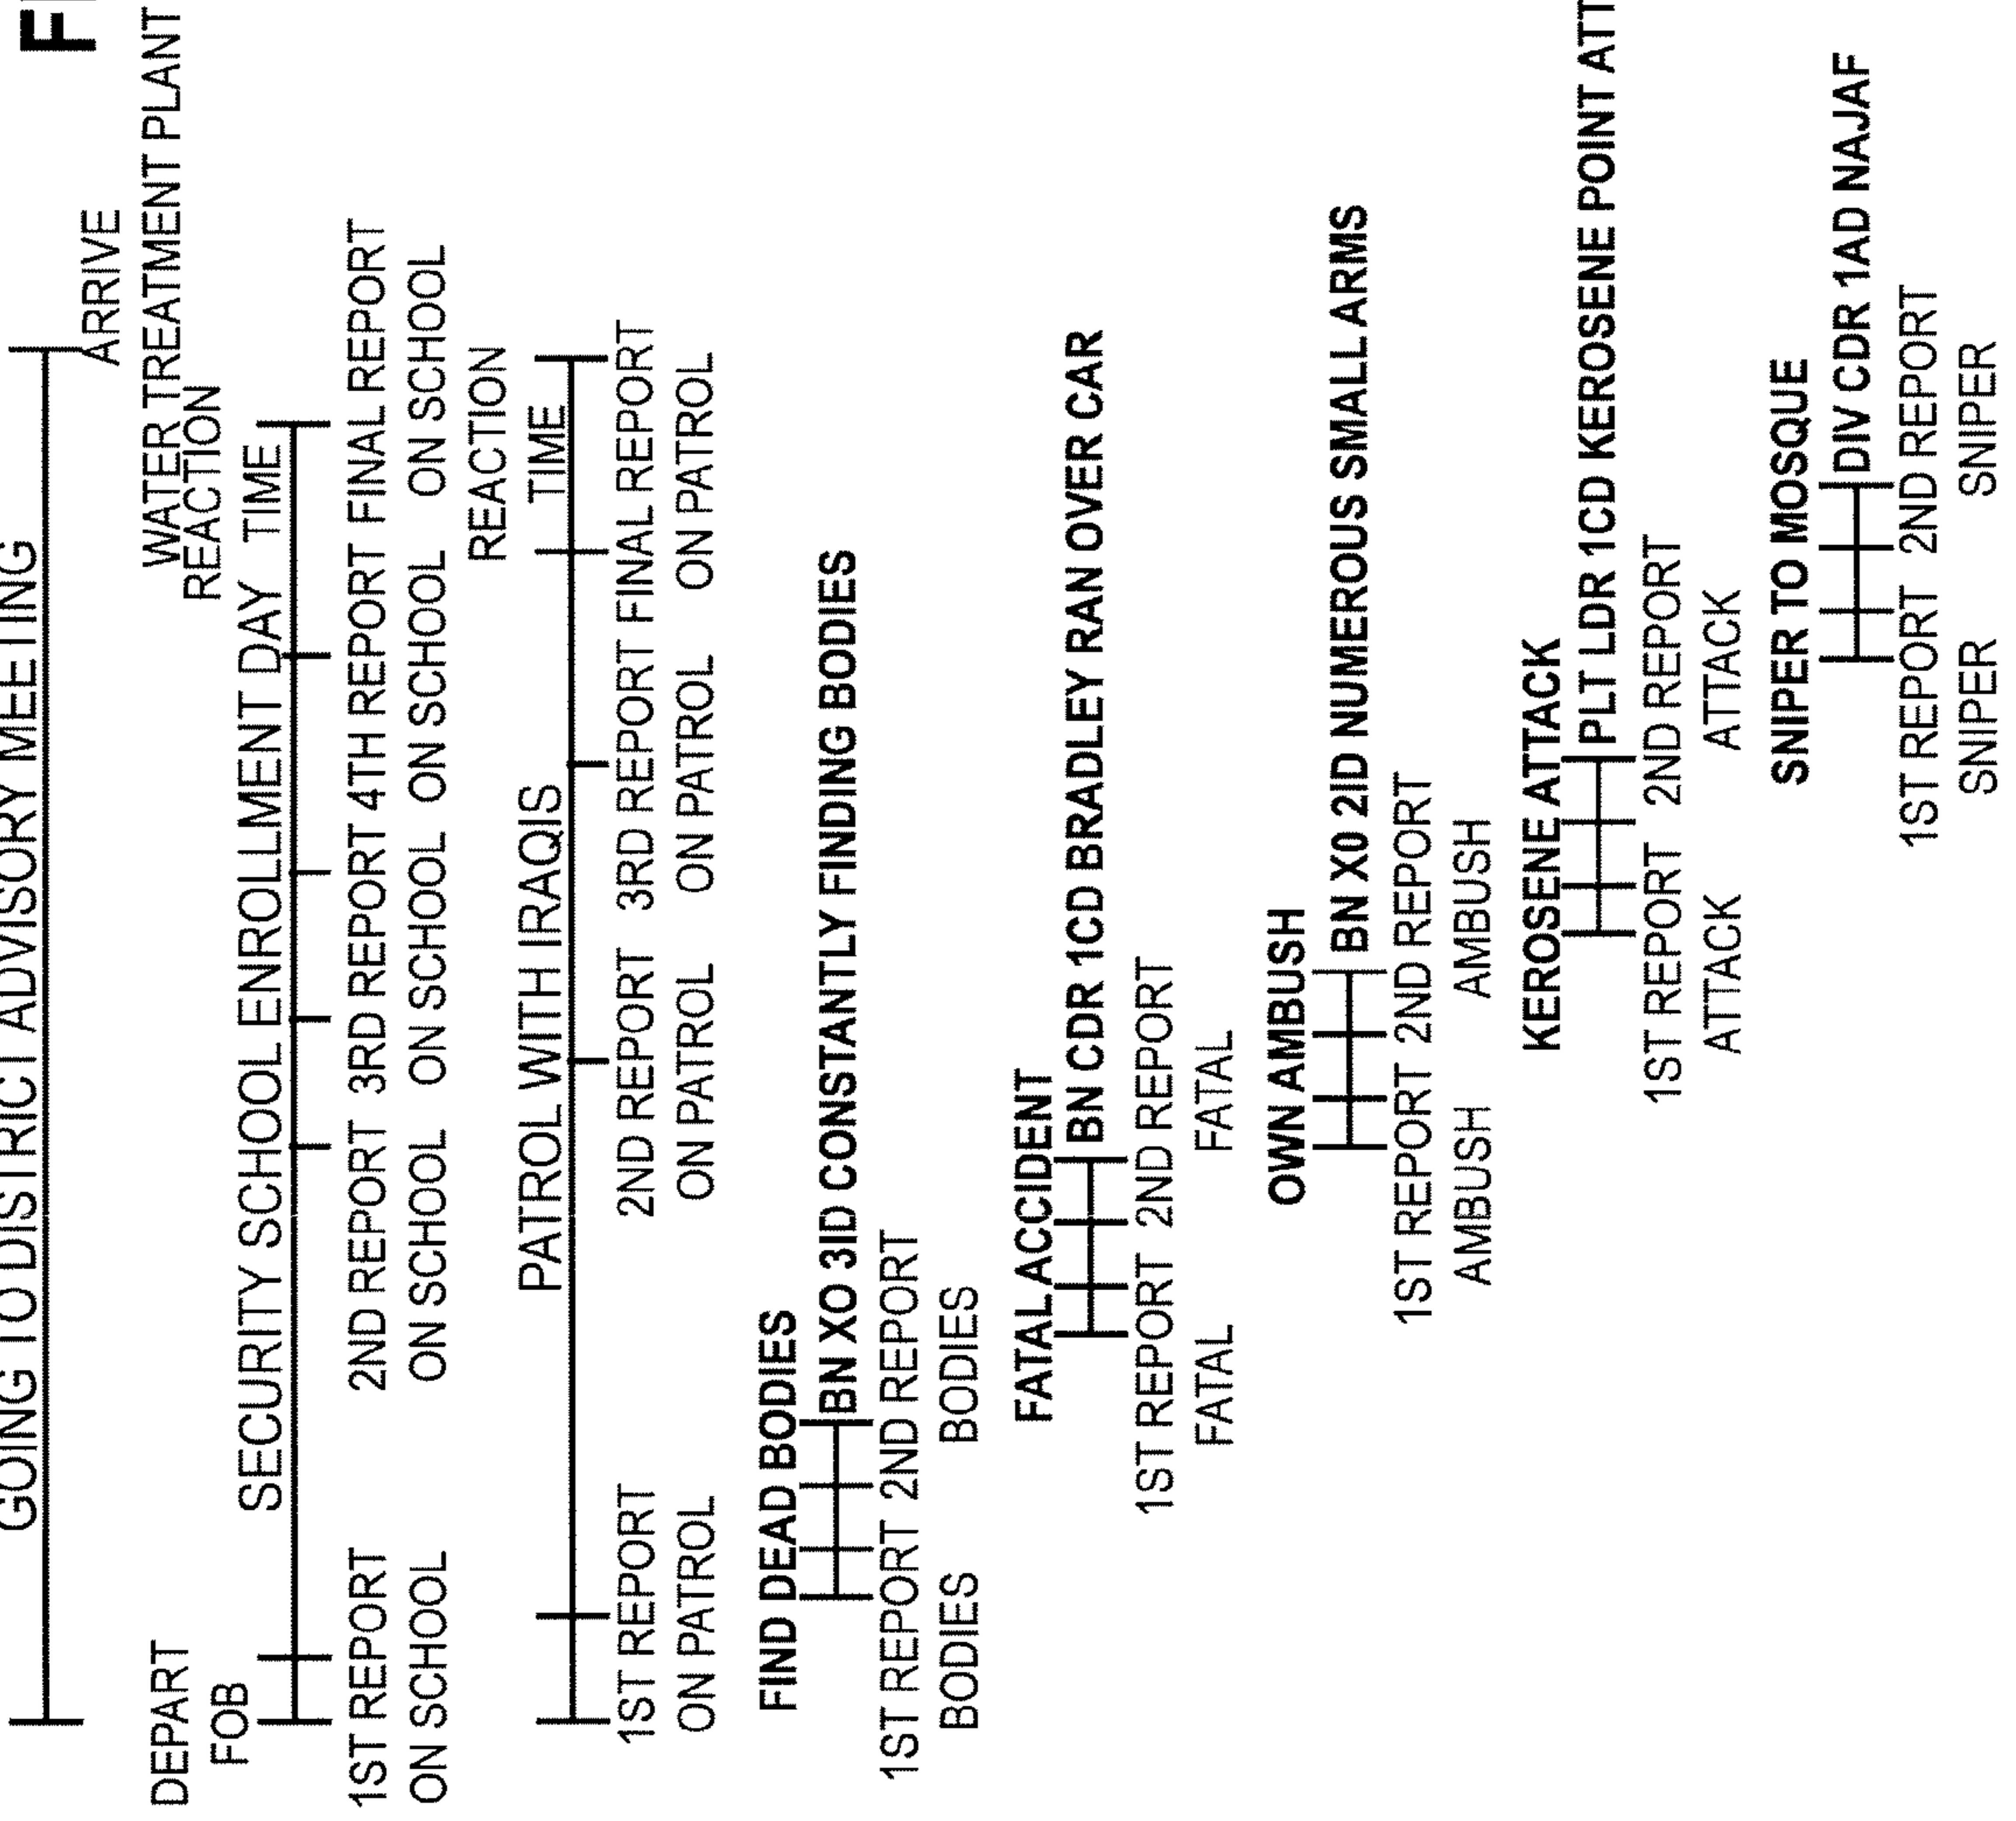 GOING TO DISTRICT ADVISORY MEETING
DEPART
FOB
ARRIVE
WATER TREATMENT PLANT
REACTION
TIME
SECURITY SCHOOL ENROLLMENT DAY
1ST REPORT
ON SCHOOL
2ND REPORT
ON SCHOOL
3RD REPORT
ON SCHOOL
4TH REPORT
ON SCHOOL
FINAL REPORT
ON SCHOOL
REACTION
TIME
PATROL WITH IRAQIS
1ST REPORT
ON PATROL
2ND REPORT
ON PATROL
3RD REPORT
ON PATROL
FINAL REPORT
ON PATROL
FIND DEAD BODIES
BN XO 3ID CONSTANTLY FINDING BODIES
1ST REPORT
BODIES
2ND REPORT
BODIES
FATAL ACCIDENT
BN CDR 1CD BRADLEY RAN OVER CAR
1ST REPORT
FATAL
2ND REPORT
FATAL
OWN AMBUSH
BN X0 2ID NUMEROUS SMALL ARMS
1ST REPORT
AMBUSH
2ND REPORT
AMBUSH
KEROSENE ATTACK
PLT LDR 1CD KEROSENE POINT ATT
1ST REPORT
ATTACK
2ND REPORT
ATTACK
SNIPER TO MOSQUE
DIV CDR 1AD NAJAF
1ST REPORT
SNIPER
2ND REPORT
SNIPER